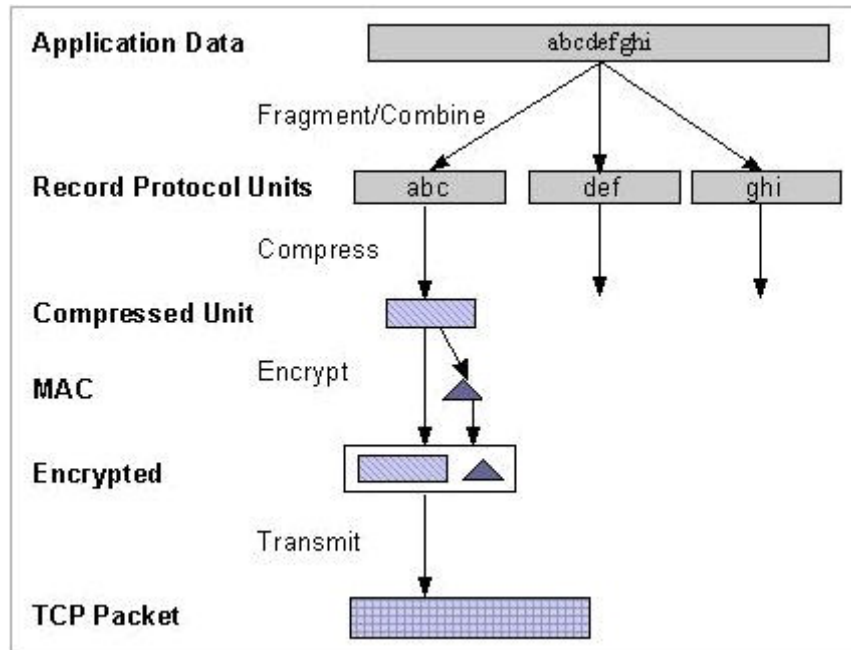 Application Data
abcdefghi
Fragment/Combine
Record Protocol Units
abc
def
ghi
Compress
Compressed Unit
Encrypt
MAC
Encrypted
Transmit
TCP Packet